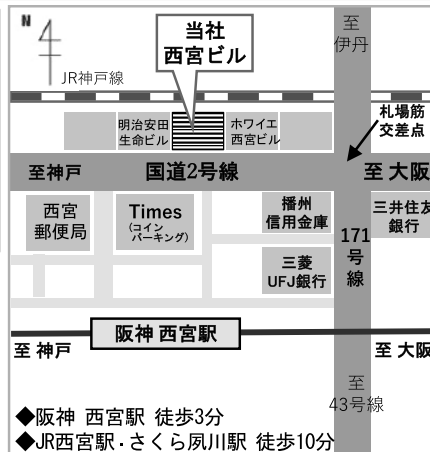 N
当社
西宮ビル
至
伊丹
JR神戸線
札場筋
交差点
明治安田
生命ビル
ホワイエ
西宮ビル
至神戸
国道2号線
至 大阪
西宮
郵便局
Times
(コイン
パーキング)
播州
信用金庫
三井住友
銀行
171
号
線
三菱
UFJ銀行
阪神 西宮駅
至 神戸
至 大阪
至
43号線
◆阪神 西宮駅 徒歩3分
◆JR西宮駅・さくら夙川駅 徒歩10分